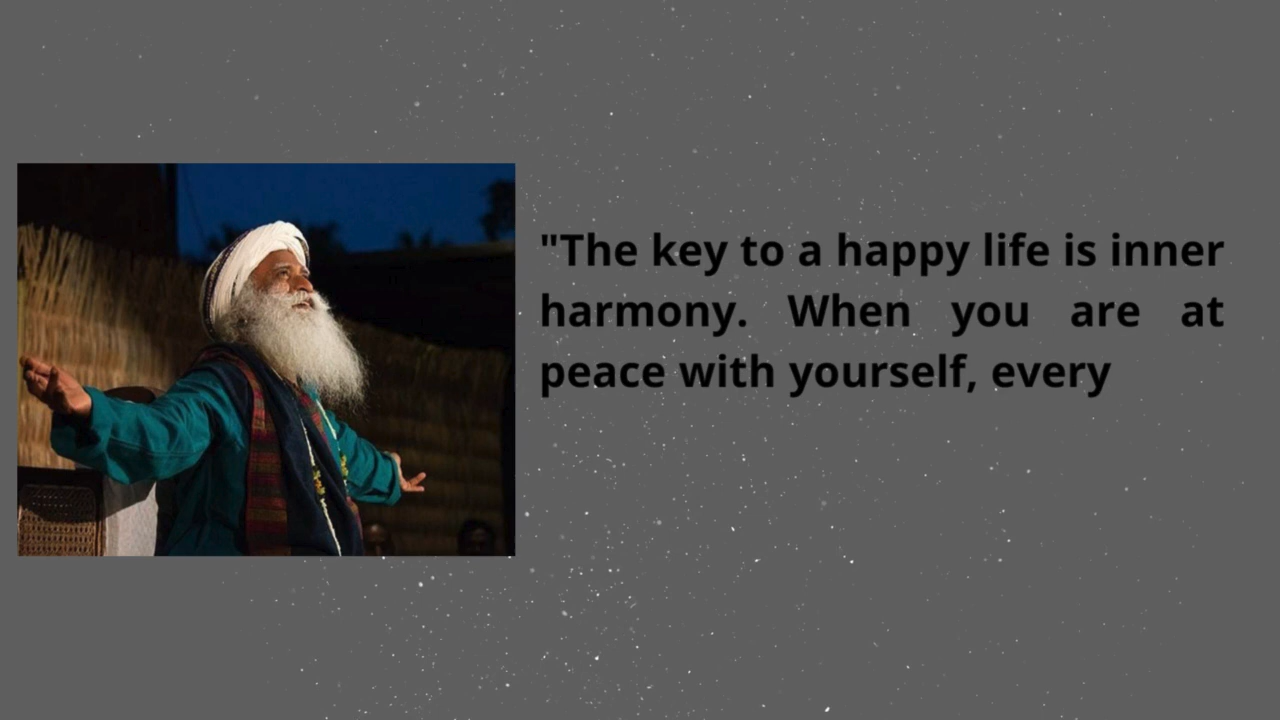 "The key to a happy life is inner
harmony. When you are at
peace with yourself, every